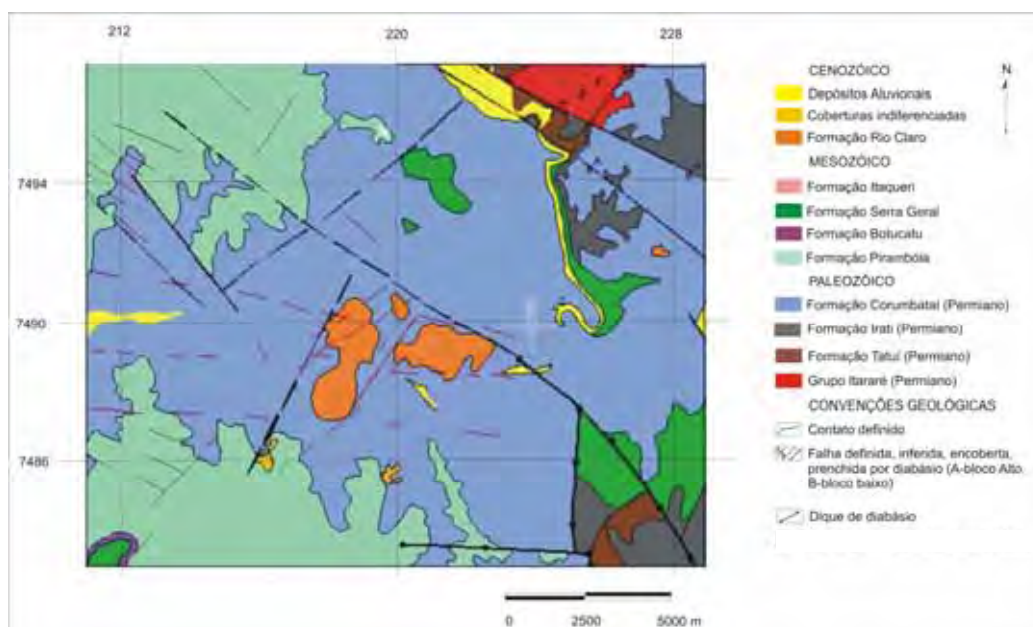 212
220
228
7494
7490
7486
CENOZÓICO
N
Depósitos Aluvionais
Coberturas indiferenciadas
Formação Rio Claro
MESOZÓICO
Formação Itaqueri
Formação Serra Geral
Formação Botucatu
Formação Pirambóia
PALEOZÓICO
Formação Corumbataí (Permiano)
Formação Irati (Permiano)
Formação Tatuí (Permiano)
Grupo Itararé (Permiano)
CONVENÇÕES GEOLÓGICAS
Contato definido
Falha definida, inferida, encoberta,
prenchida por diabásio (A-bloco Alto
B-bloco baixo)
Dique de diabásio
0 2500 5000 m